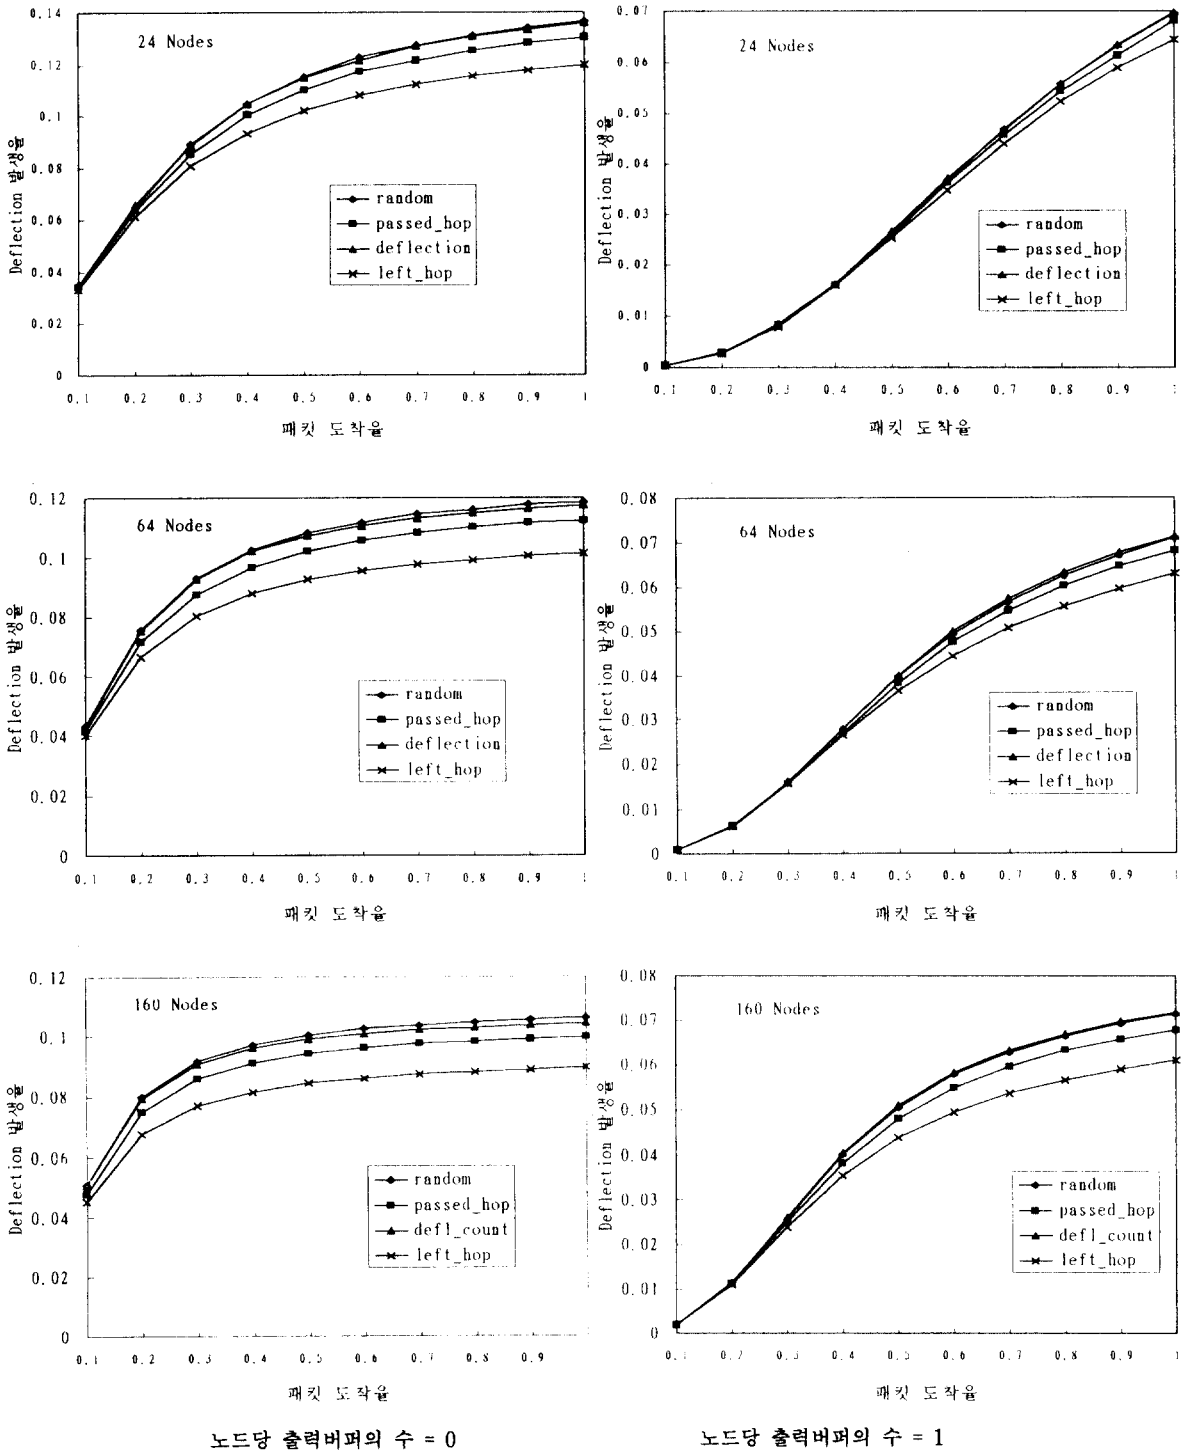 0.14
0.12
0.1
0.08
0.06
0.04
0.02
0
24 Nodes
Deflection 발생율
random
passed_hop
deflection
left_hop
0.1 0.2 0.3 0.4 0.5 0.6 0.7 0.8 0.9 1
패킷 도착율
0.07
0.06
0.05
0.04
0.03
0.02
0.01
0
24 Nodes
Deflection 발생율
random
passed_hop
deflection
left_hop
0.1 0.2 0.3 0.4 0.5 0.6 0.7 0.8 0.9 1
패킷 도착율
0.12
0.1
0.08
0.06
0.04
0.02
0
64 Nodes
Deflection 발생율
random
passed_hop
deflection
left_hop
0.1 0.2 0.3 0.4 0.5 0.6 0.7 0.8 0.9 1
패킷 도착율
0.08
0.07
0.06
0.05
0.04
0.03
0.02
0.01
0
64 Nodes
Deflection 발생율
random
passed_hop
deflection
left_hop
0.1 0.2 0.3 0.4 0.5 0.6 0.7 0.8 0.9 1
패킷 도착율
0.12
0.1
0.08
0.06
0.04
0.02
0
160 Nodes
Deflection 발생율
random
passed_hop
defl_count
left_hop
0.1 0.2 0.3 0.4 0.5 0.6 0.7 0.8 0.9 1
패킷 도착율
0.08
0.07
0.06
0.05
0.04
0.03
0.02
0.01
0
160 Nodes
Deflection 발생율
random
passed_hop
defl_count
left_hop
0.1 0.2 0.3 0.4 0.5 0.6 0.7 0.8 0.9 1
패킷 도착율
노드당 출력버퍼의 수 = 0
노드당 출력버퍼의 수 = 1